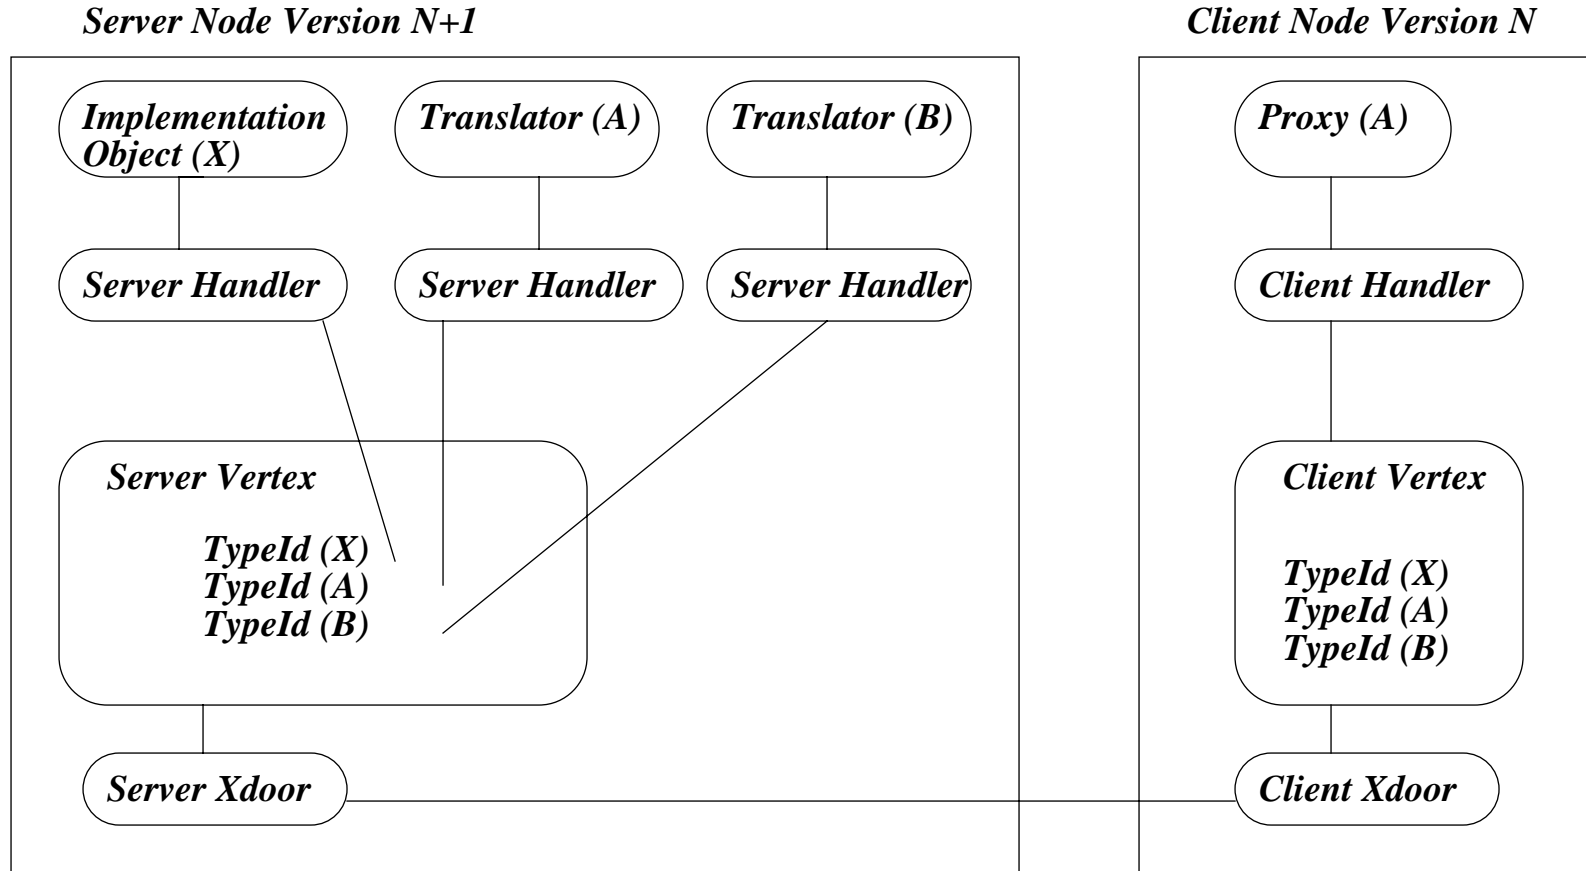 Server Node Version N+1
Client Node Version N
Implementation
Object (X)
Translator (A)
Translator (B)
Proxy (A)
Server Handler
Server Handler
Server Handler
Client Handler
Server Vertex
TypeId (X)
TypeId (A)
TypeId (B)
Client Vertex
TypeId (X)
TypeId (A)
TypeId (B)
Server Xdoor
Client Xdoor